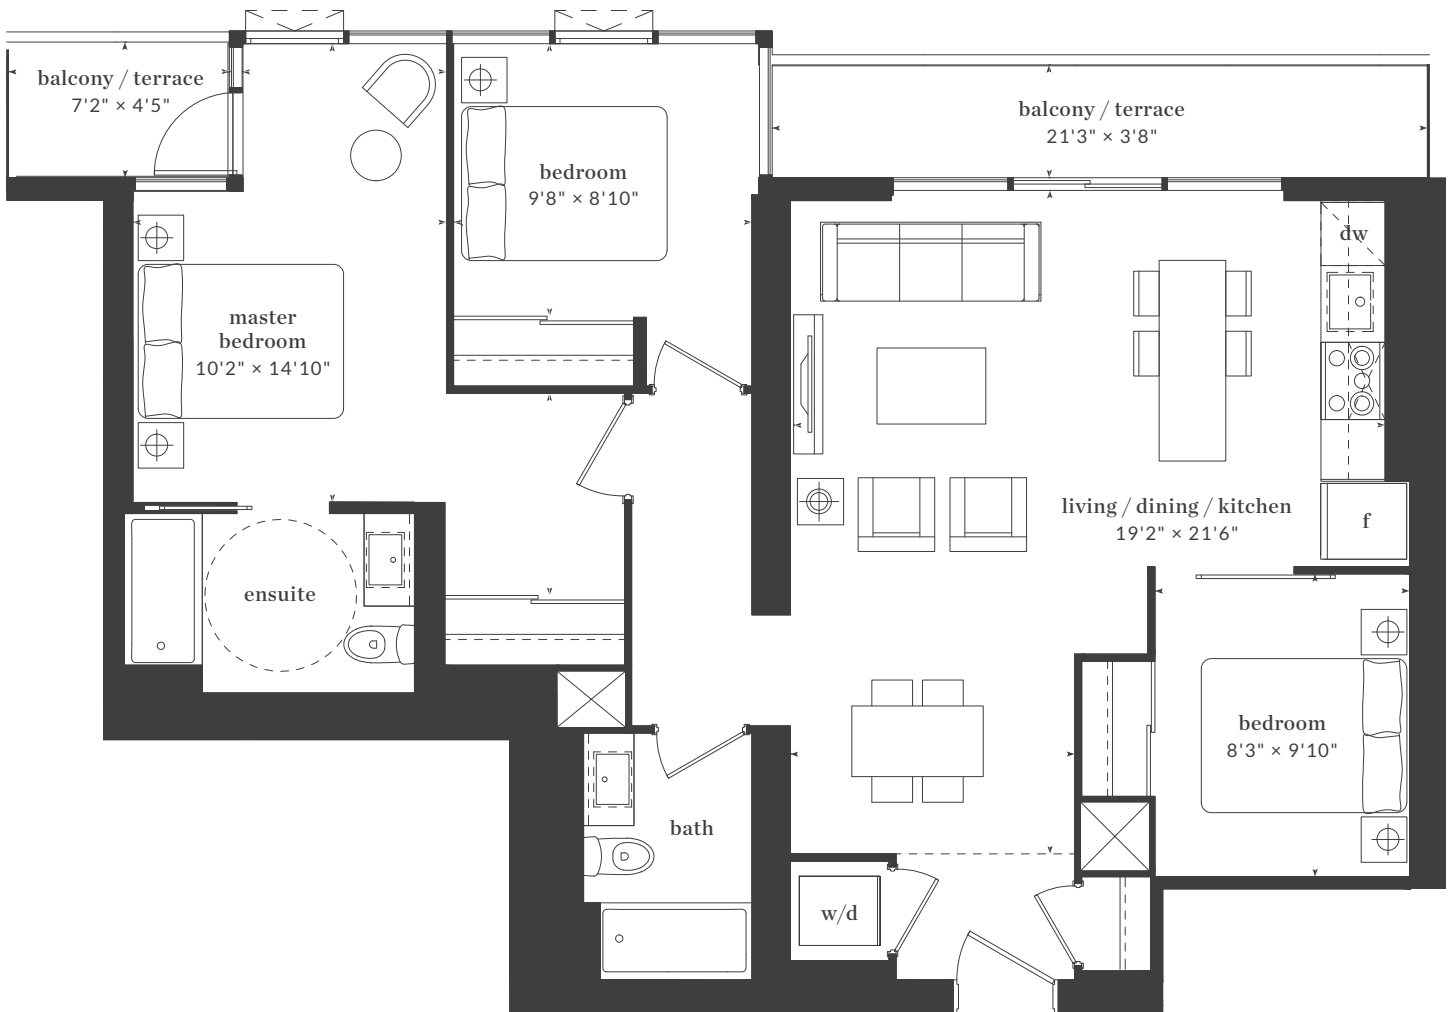 balcony / terrace
7'2" × 4'5"
balcony / terrace
21'3" × 3'8"
bedroom
9'8" × 8'10"
dw
master
bedroom
10'2" × 14'10"
living / dining / kitchen
19'2" × 21'6"
f
ensuite
bedroom
8'3" × 9'10"
bath
w/d